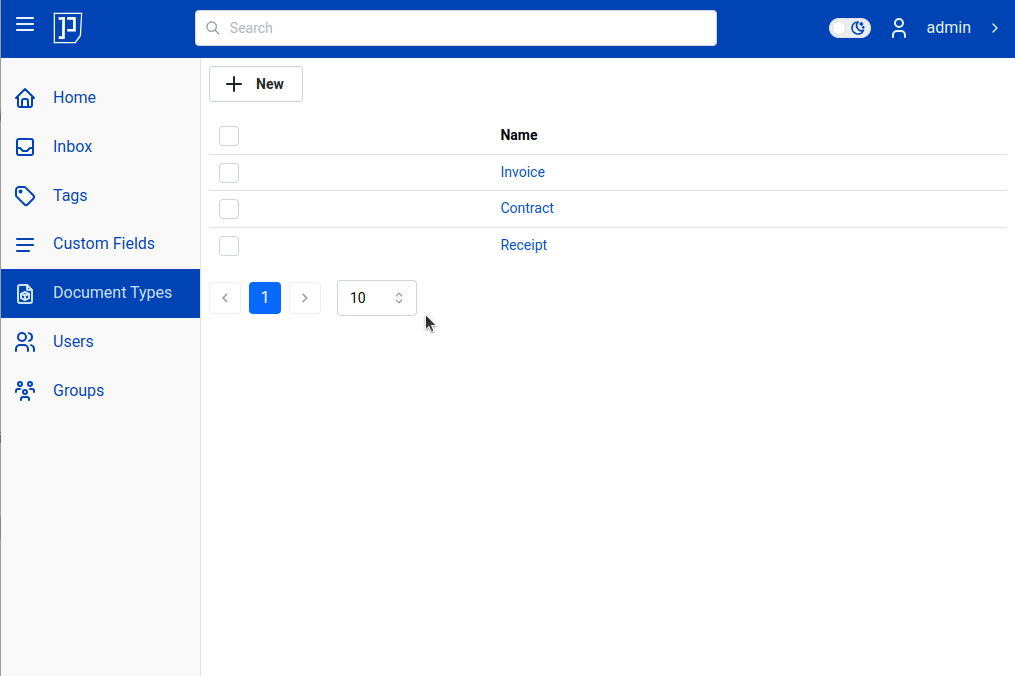 Search
admin
Home
Inbox
Tags
Custom Fields
Document Types
Users
Groups
New
Name
Invoice
Contract
Receipt
1
10